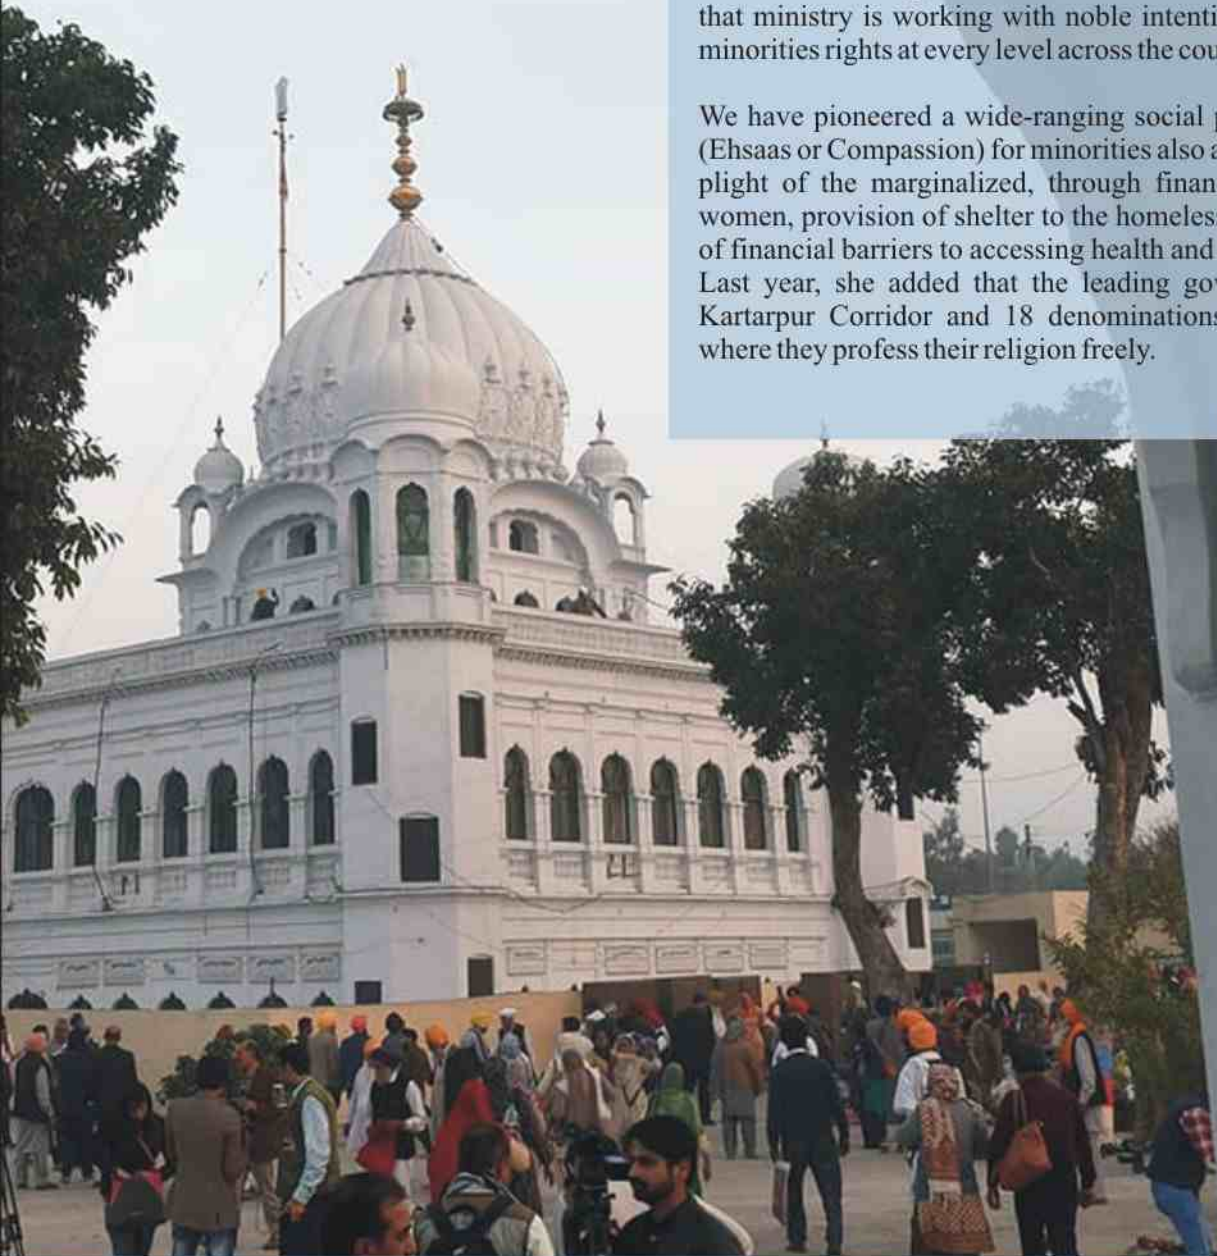 that ministry is working with noble
minorities rights at every level across the
We have pioneered a wide-ranging social
(Ehsaas or Compassion) for minorities also
plight of the marginalized, through
women, provision of shelter to the
of financial barriers to accessing health and
Last year, she added that the leading
Kartarpur Corridor and 18 denominations
where they profess their religion freely.